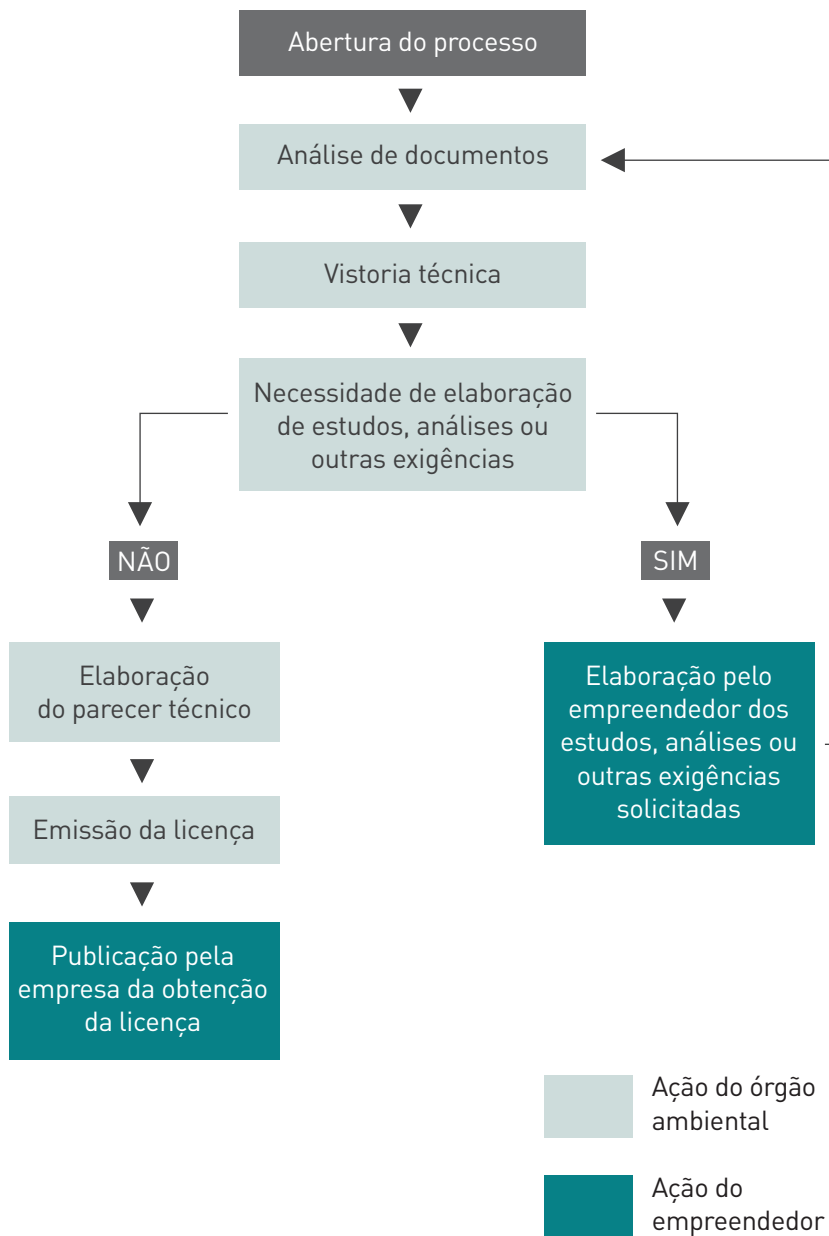 Abertura do processo
Análise de documentos
Vistoria técnica
Necessidade de elaboração
de estudos, análises ou
outras exigências
NÃO
SIM
Elaboração
do parecer técnico
Emissão da licença
Publicação pela
empresa da obtenção
da licença
Elaboração pelo
empreendedor dos
estudos, análises ou
outras exigências
solicitadas
Ação do órgão
ambiental
Ação do
empreendedor